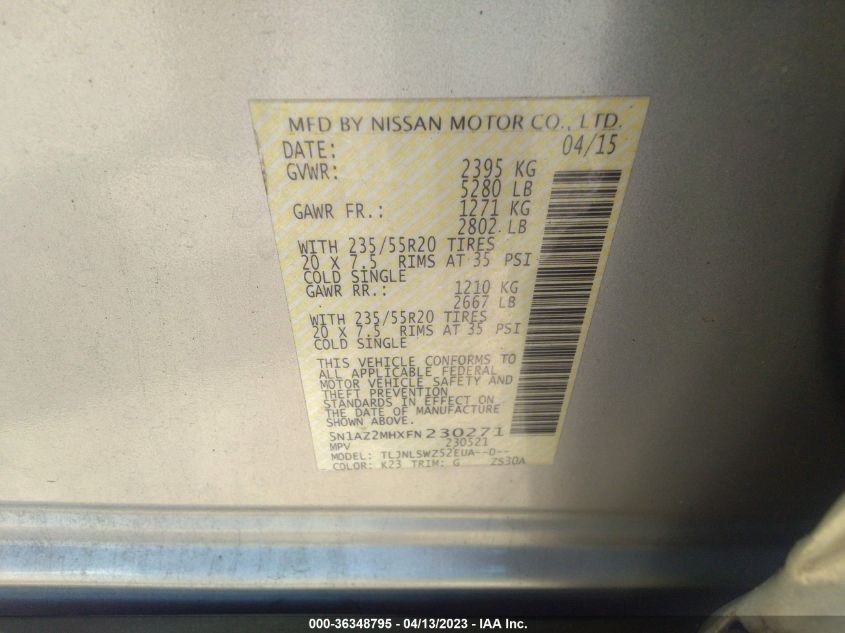 MFD BY NISSAN MOTOR CO., LTD.
DATE: 04/15
GVWR: 2395 KG
5280 LB
GAWR FR.: 1271 KG
2802 LB
WITH 235/55R20 TIRES
20 X 7.5 RIMS AT 35 PSI
COLD SINGLE
GAWR RR.: 1210 KG
2667 LB
WITH 235/55R20 TIRES
20 X 7.5 RIMS AT 35 PSI
COLD SINGLE
THIS VEHICLE CONFORMS TO
ALL APPLICABLE FEDERAL
MOTOR VEHICLE SAFETY AND
THEFT PREVENTION
STANDARDS IN EFFECT ON
THE DATE OF MANUFACTURE
SHOWN ABOVE.
5N1AZ2MHXFN230271
MPV 230521
MODEL: TLJNLSWZ52EUA--D--
COLOR: K23 TRIM: G ZS30A
000-36348795 - 04/13/2023 - IAA Inc.